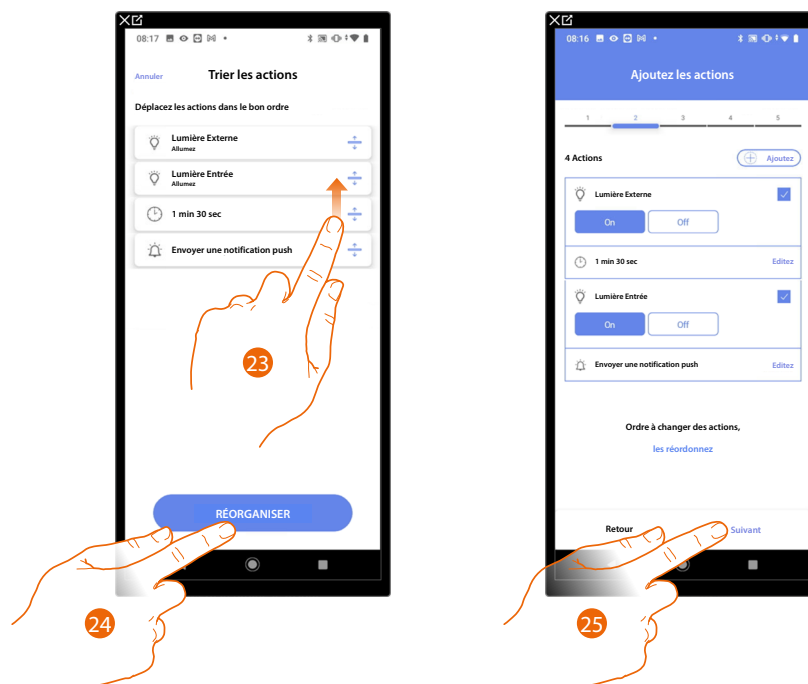 08:17
Annuler
Trier les actions
Déplacez les actions dans le bon ordre
Lumière Externe
Allumez
Lumière Entrée
Allumez
1 min 30 sec
Envoyer une notification push
23
RÉORGANISER
24
08:16
Ajoutez les actions
1 2 3 4 5
4 Actions
Ajoutez
Lumière Externe
On Off
1 min 30 sec Editez
Lumière Entrée
On Off
Envoyer une notification push Editez
Ordre à changer des actions,
les réordonnez
Retour Suivant
25